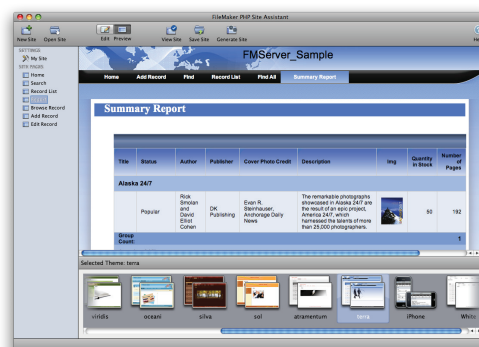 FileMaker PHP Site Assistant
New Site Open Site Edit Preview View Site Save Site Generate Site
SETTINGS
My Site
SITE PAGES
Home
Search
Record List
Browse Record
Add Record
Edit Record
FMServer_Sample
Home Add Record Find Record List Find All Summary Report
Summary Report
Title Status Author Publisher Cover Photo Credit Description Img Quantity in Stock Number of Pages
Alaska 24/7
Popular
Rick Smolan and David Elliot Cohen
DK Publishing
Evan R. Steinhauser, Anchorage Daily News
The remarkable photographs
showcased in Alaska 24/7 are
the result of an epic project,
America 24/7, which
harnessed the talents of more
than 25,000 photographers.
50 192
Group Count: 1
Selected Theme: terra
viridis oceani silva sol atramentum terra iPhone White